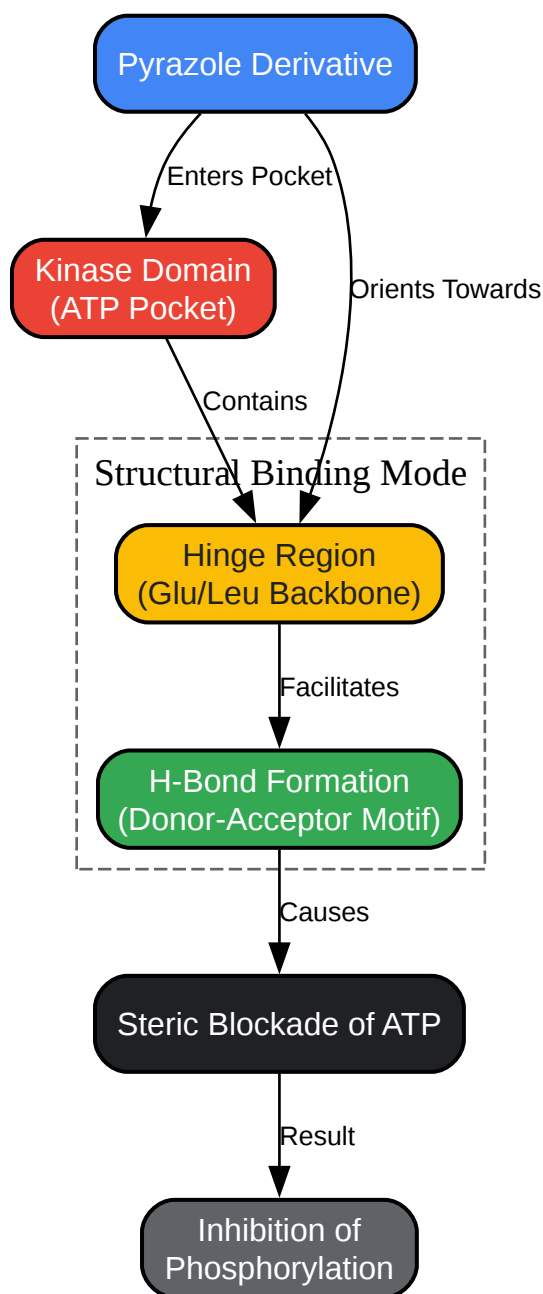 Pyrazole Derivative
Enters Pocket
Kinase Domain
(ATP Pocket)
Orients Towards
Contains
Structural Binding Mode
Hinge Region
(Glu/Leu Backbone)
Facilitates
H-Bond Formation
(Donor-Acceptor Motif)
Causes
Steric Blockade of ATP
Result
Inhibition of
Phosphorylation